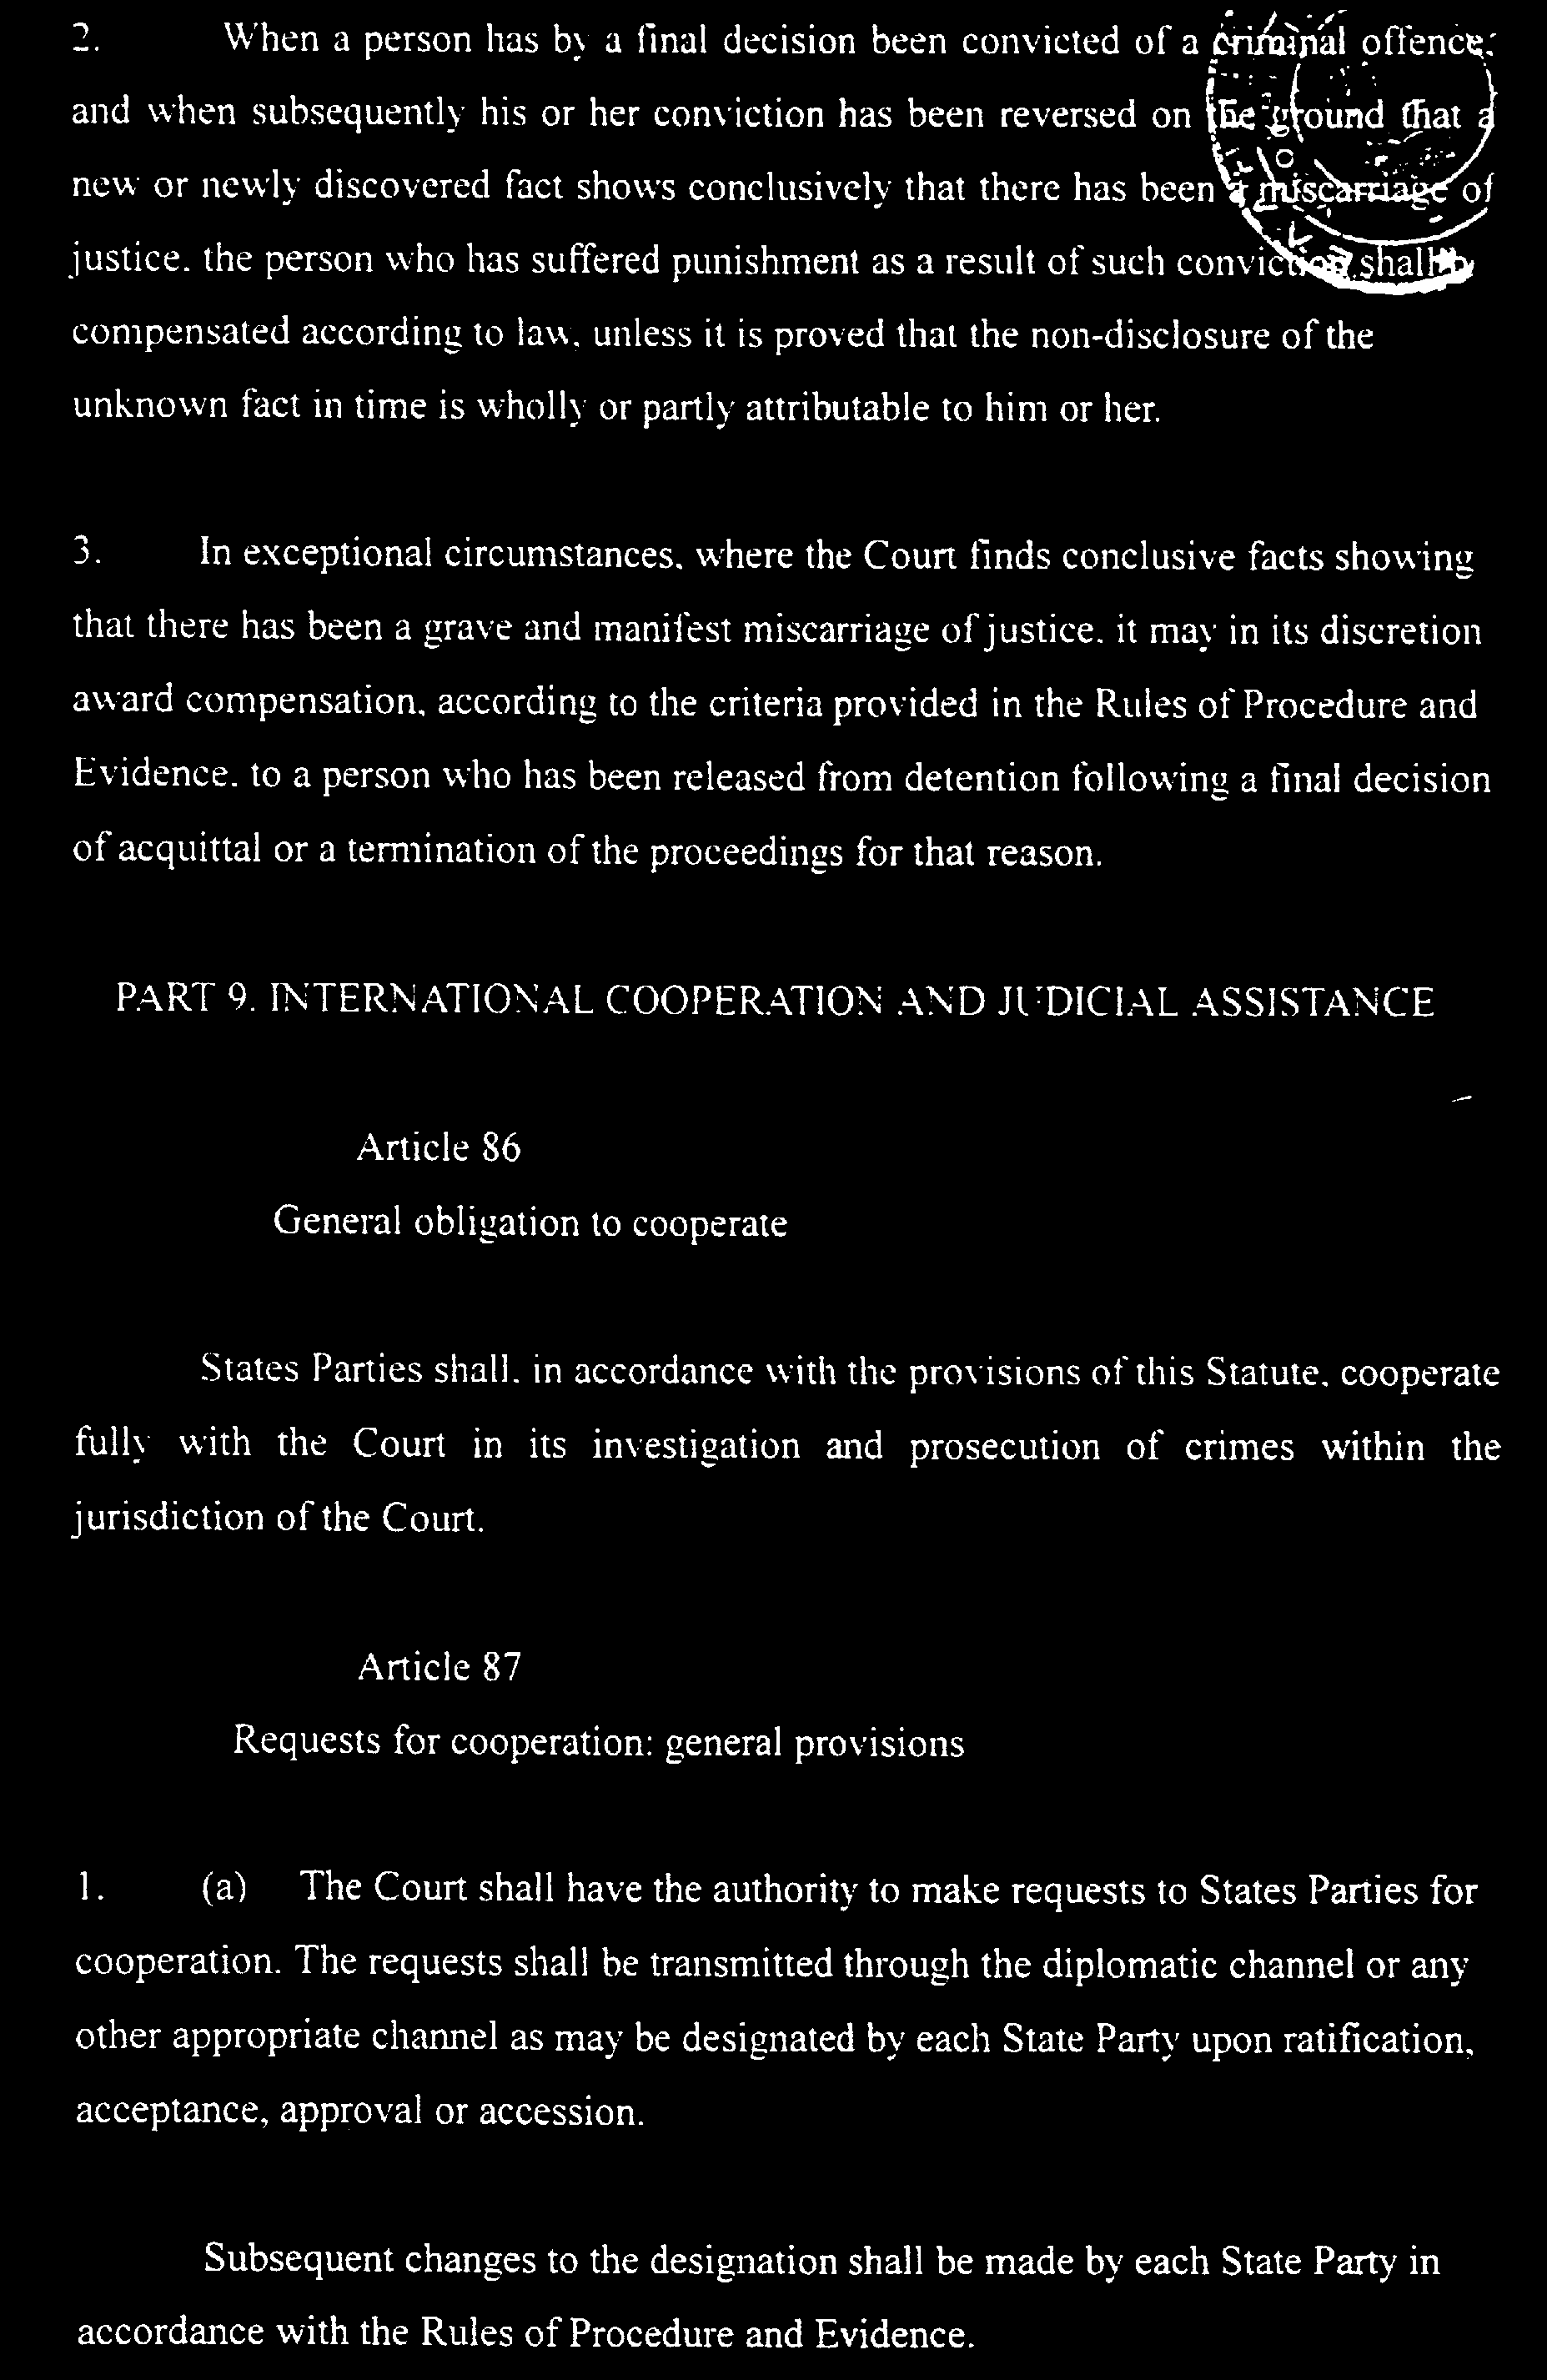 2. When a person has by a final decision been convicted of a criminal offence,
and when subsequently his or her conviction has been reversed on the ground that a
new or newly discovered fact shows conclusively that there has been a miscarriage of
justice, the person who has suffered punishment as a result of such conviction shall
compensated according to law, unless it is proved that the non-disclosure of the
unknown fact in time is wholly or partly attributable to him or her.
3. In exceptional circumstances, where the Court finds conclusive facts showing
that there has been a grave and manifest miscarriage of justice, it may in its discretion
award compensation, according to the criteria provided in the Rules of Procedure and
Evidence, to a person who has been released from detention following a final decision
of acquittal or a termination of the proceedings for that reason.
PART 9. INTERNATIONAL COOPERATION AND JUDICIAL ASSISTANCE
Article 86
General obligation to cooperate
States Parties shall, in accordance with the provisions of this Statute, cooperate
fully with the Court in its investigation and prosecution of crimes within the
jurisdiction of the Court.
Article 87
Requests for cooperation: general provisions
1. (a) The Court shall have the authority to make requests to States Parties for
cooperation. The requests shall be transmitted through the diplomatic channel or any
other appropriate channel as may be designated by each State Party upon ratification,
acceptance, approval or accession.
Subsequent changes to the designation shall be made by each State Party in
accordance with the Rules of Procedure and Evidence.